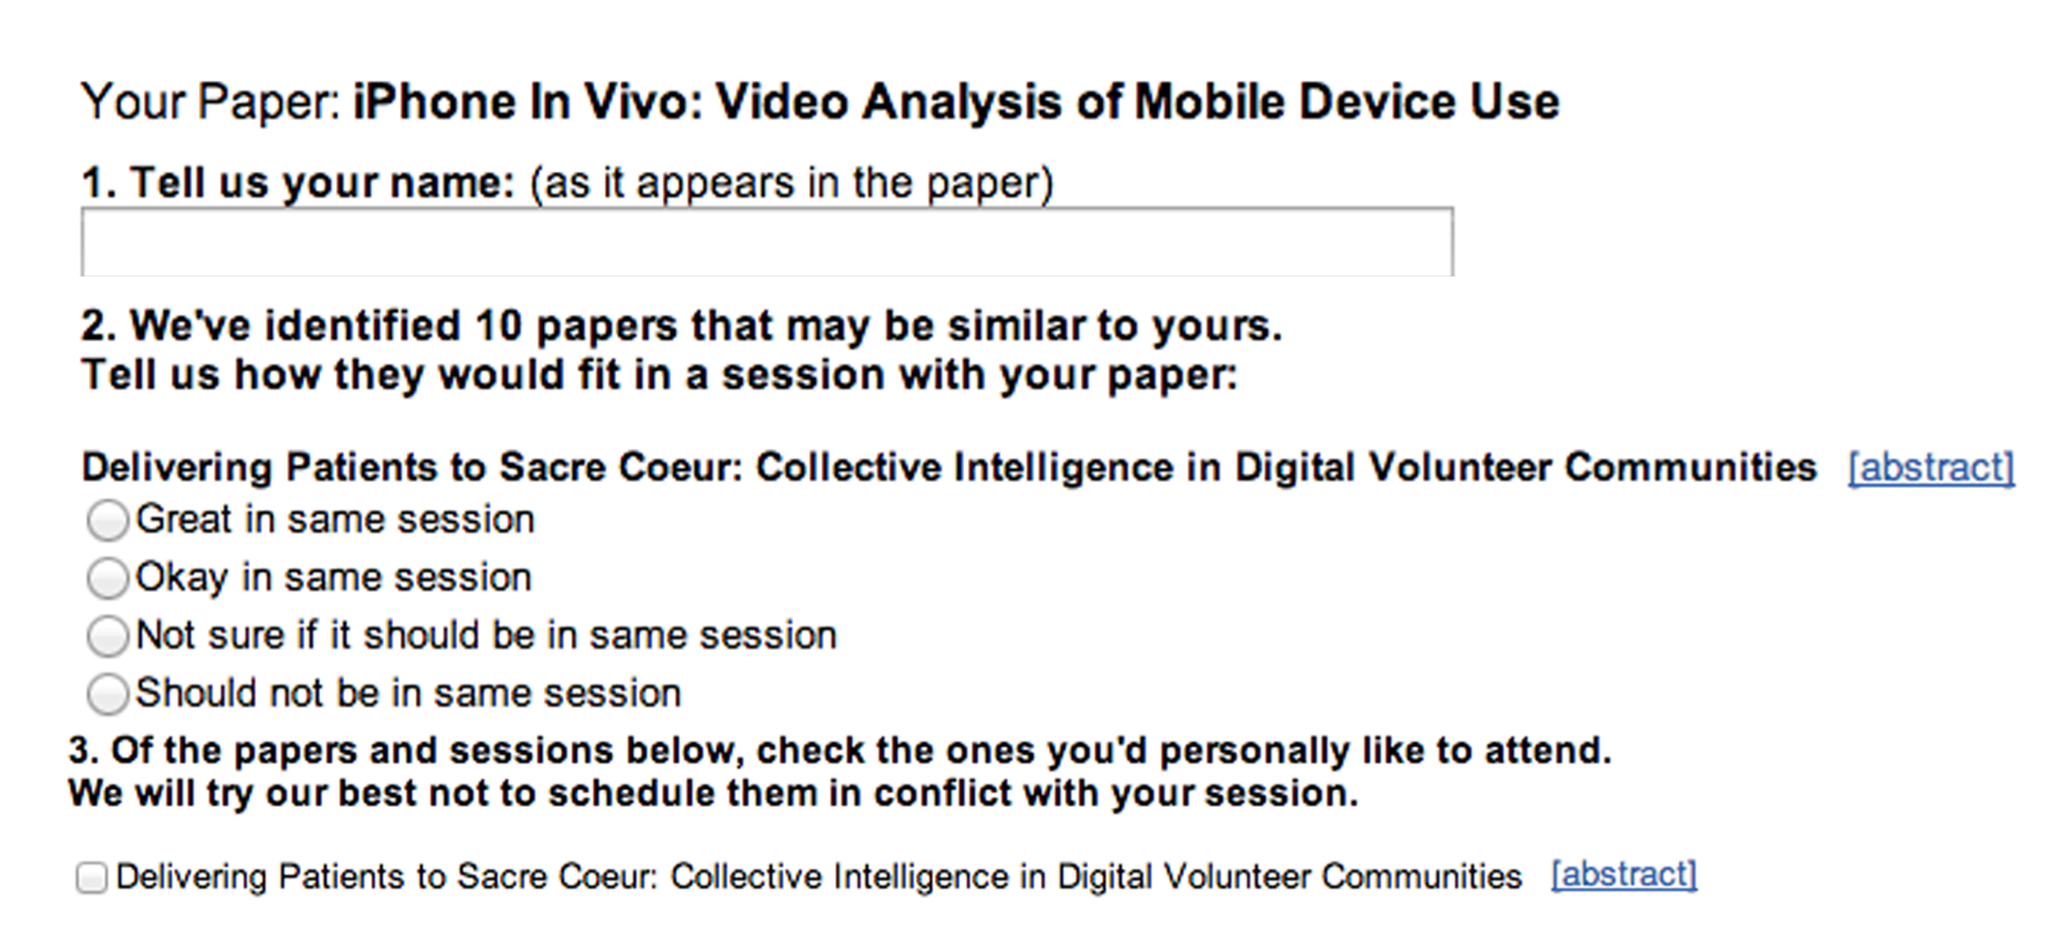 Your Paper: iPhone In Vivo: Video Analysis of Mobile Device Use
1. Tell us your name: (as it appears in the paper)
2. We've identified 10 papers that may be similar to yours.
Tell us how they would fit in a session with your paper:
Delivering Patients to Sacre Coeur: Collective Intelligence in Digital Volunteer Communities [abstract]
Great in same session
Okay in same session
Not sure if it should be in same session
Should not be in same session
3. Of the papers and sessions below, check the ones you'd personally like to attend.
We will try our best not to schedule them in conflict with your session.
Delivering Patients to Sacre Coeur: Collective Intelligence in Digital Volunteer Communities [abstract]